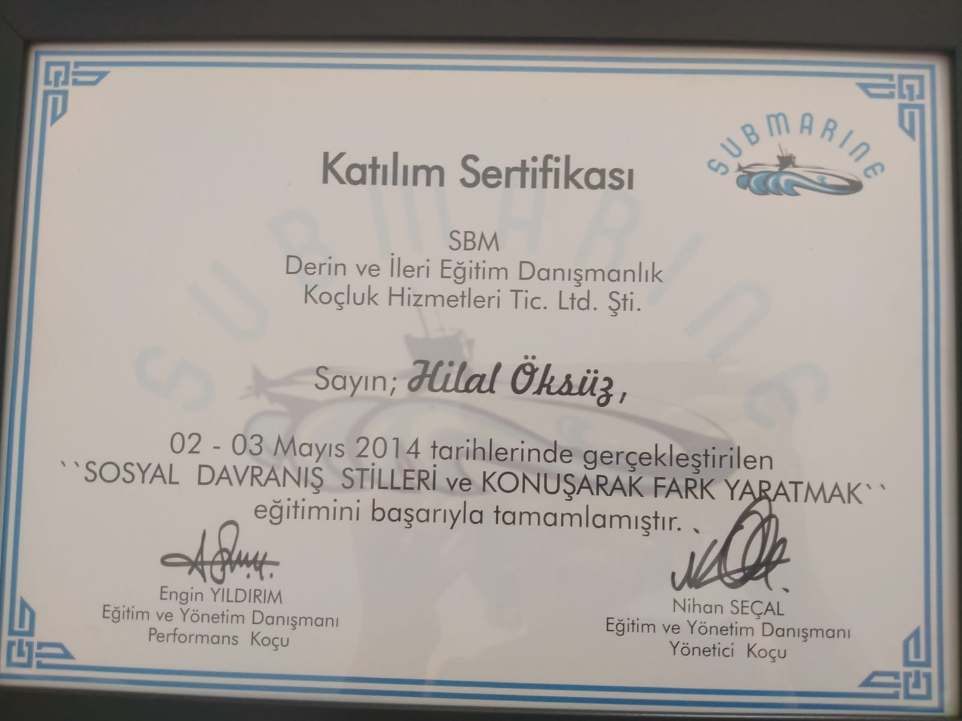 SUBMARINE
Katılım Sertifikası
SBM
Derin ve İleri Eğitim Danışmanlık
Koçluk Hizmetleri Tic. Ltd. Şti.
Sayın; Hilal Öksüz,
02 - 03 Mayıs 2014 tarihlerinde gerçekleştirilen
``SOSYAL DAVRANIŞ STİLLERİ ve KONUŞARAK FARK YARATMAK``
eğitimini başarıyla tamamlamıştır.
Engin YILDIRIM
Eğitim ve Yönetim Danışmanı
Performans Koçu
Nihan SEÇAL
Eğitim ve Yönetim Danışmanı
Yönetici Koçu
SUBMARINE